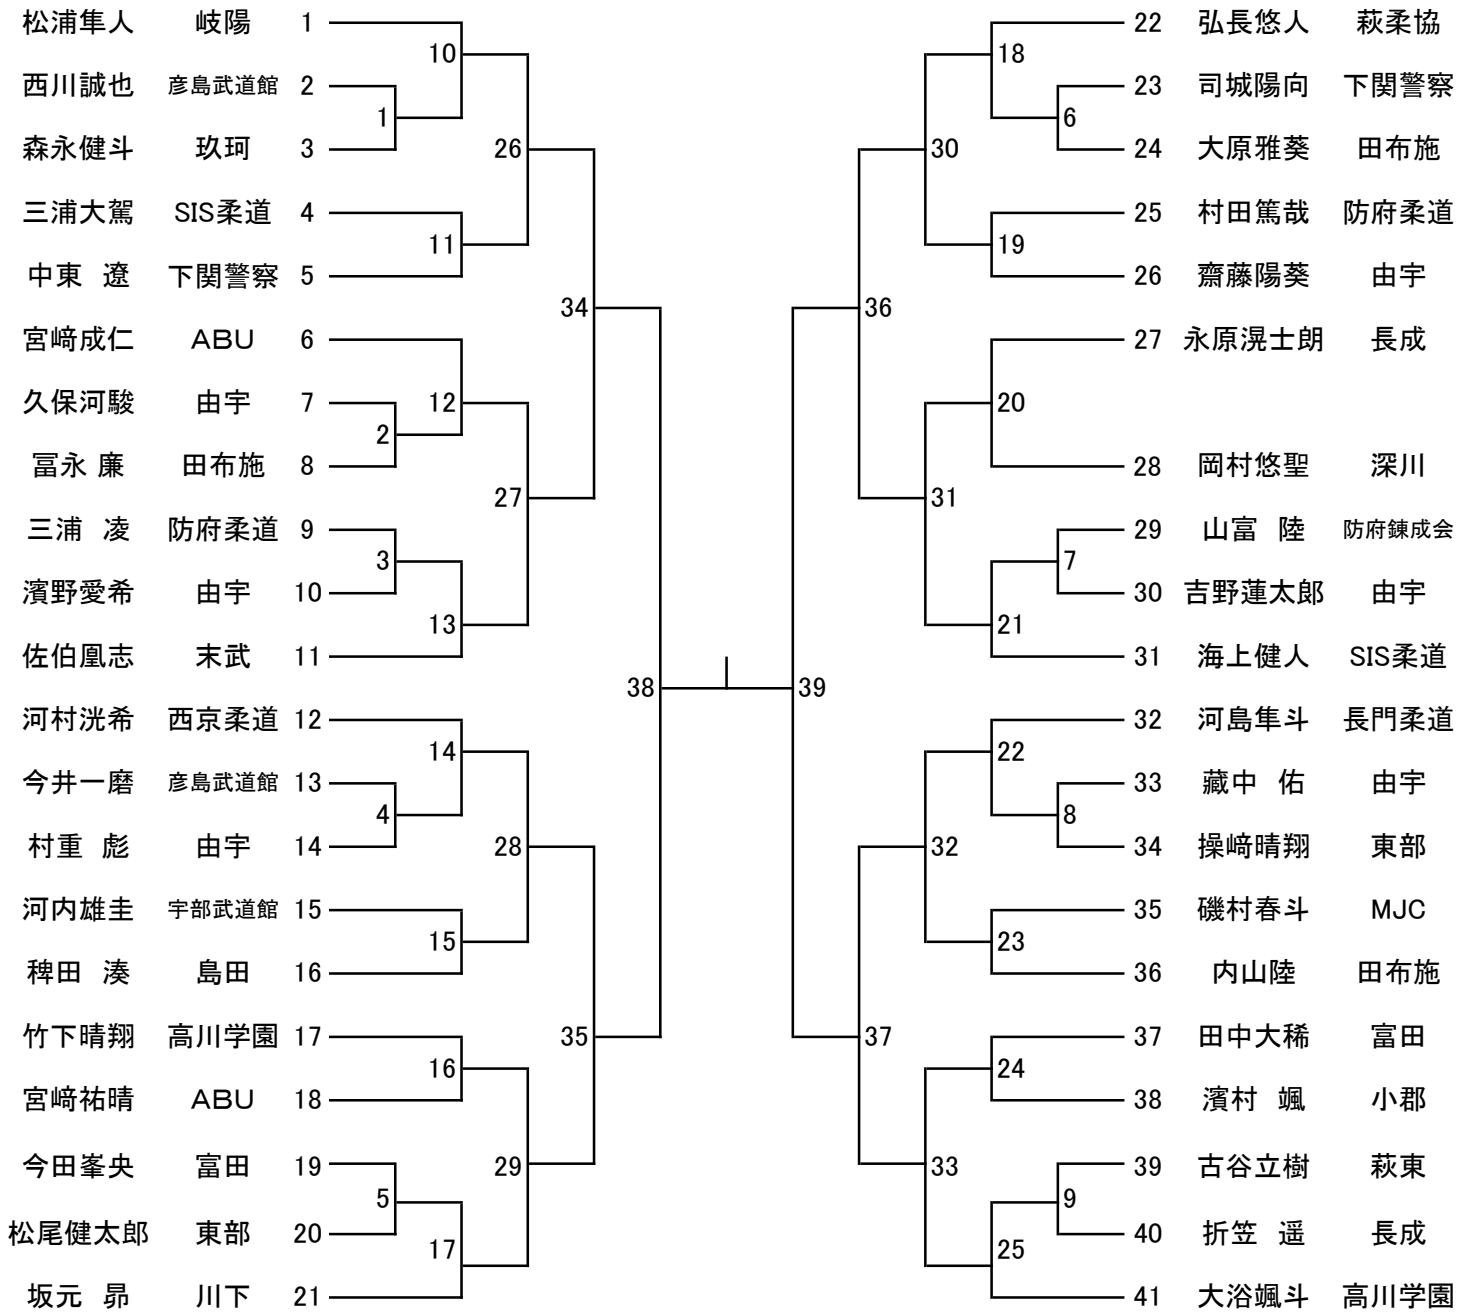 松浦隼人 岐陽 1
西川誠也 彦島武道館 2
森永健斗 玖珂 3
三浦大駕 SIS柔道 4
中東 遼 下関警察 5
宮﨑成仁 ABU 6
久保河駿 由宇 7
冨永 廉 田布施 8
三浦 凌 防府柔道 9
濱野愛希 由宇 10
佐伯凰志 末武 11
河村洸希 西京柔道 12
今井一磨 彦島武道館 13
村重 彪 由宇 14
河内雄圭 宇部武道館 15
稗田 湊 島田 16
竹下晴翔 高川学園 17
宮﨑祐晴 ABU 18
今田峯央 富田 19
松尾健太郎 東部 20
坂元 昴 川下 21
10
1
26
11
34
12
2
27
3
13
38
14
4
28
15
35
16
29
5
17
18
6
30
19
36
20
31
7
21
39
22
8
32
23
37
24
33
9
25
22 弘長悠人 萩柔協
23 司城陽向 下関警察
24 大原雅葵 田布施
25 村田篤哉 防府柔道
26 齋藤陽葵 由宇
27 永原滉士朗 長成
28 岡村悠聖 深川
29 山富 陸 防府錬成会
30 吉野蓮太郎 由宇
31 海上健人 SIS柔道
32 河島隼斗 長門柔道
33 藏中 佑 由宇
34 操﨑晴翔 東部
35 磯村春斗 MJC
36 内山陸 田布施
37 田中大稀 富田
38 濱村 颯 小郡
39 古谷立樹 萩東
40 折笠 遥 長成
41 大浴颯斗 高川学園